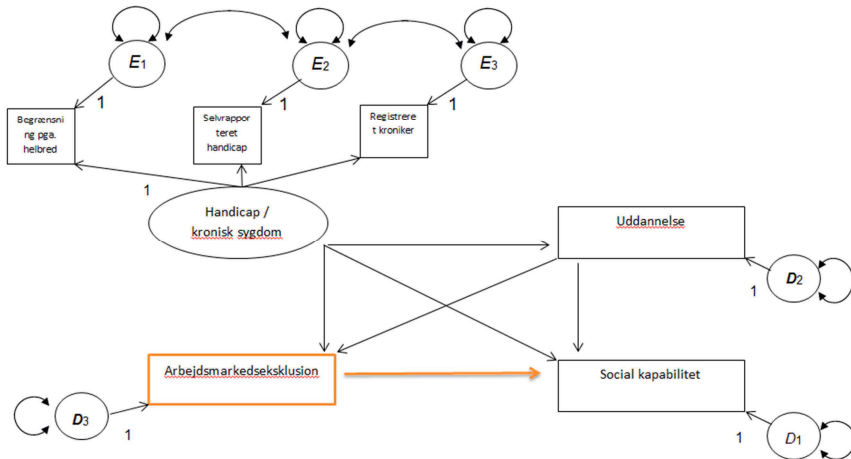 E1
E2
E3
1
1
1
Begrænsni
ng pga.
helbred
Selvrappo
teret
handicap
Registrere
t kroniker
1
Handicap /
kronisk sygdom
Uddannelse
1
D2
Arbejdsmarkedseksklusion
Social kapabilitet
D3
1
1
D1